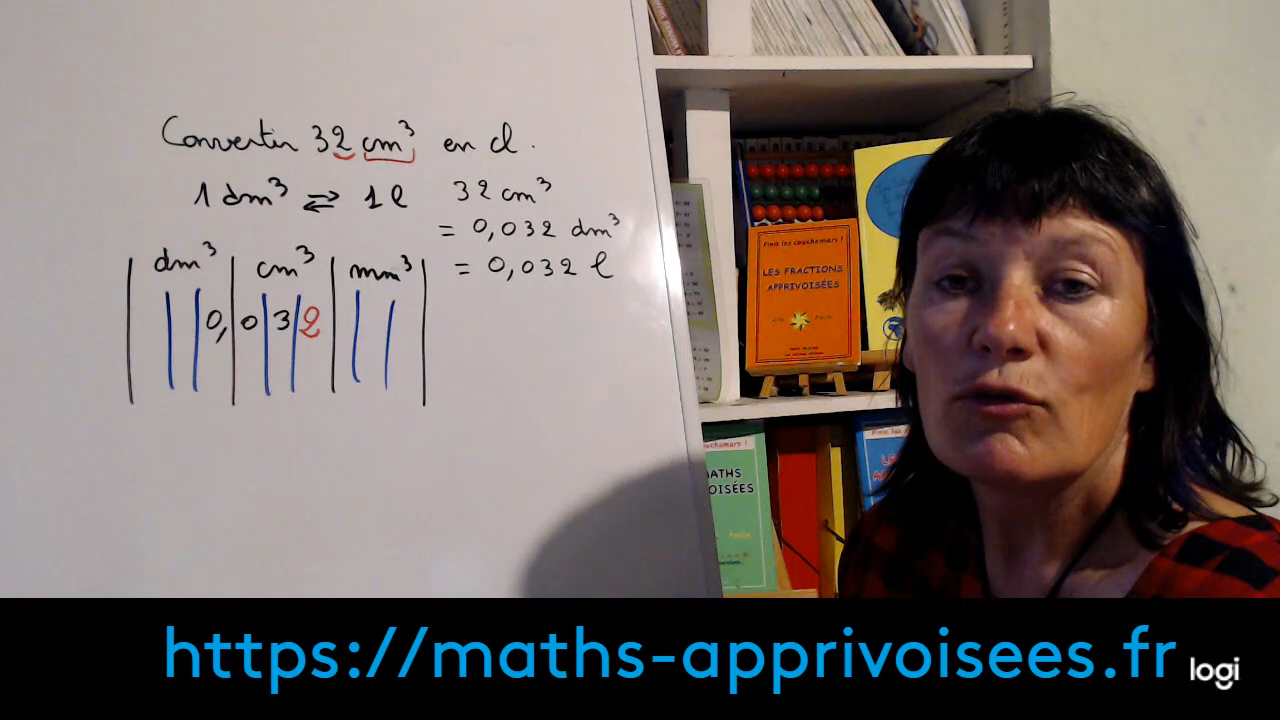 Convertir 32 cm³ en cl.
1 dm³ ⇄ 1 l
32 cm³
= 0,032 dm³
= 0,032 l
dm³ cm³ mm³
0, 0 3 2
Finis les cauchemars !
LES FRACTIONS
APPRIVOISÉES
MATHS
OISÉES
https://maths-apprivoisees.fr
logi